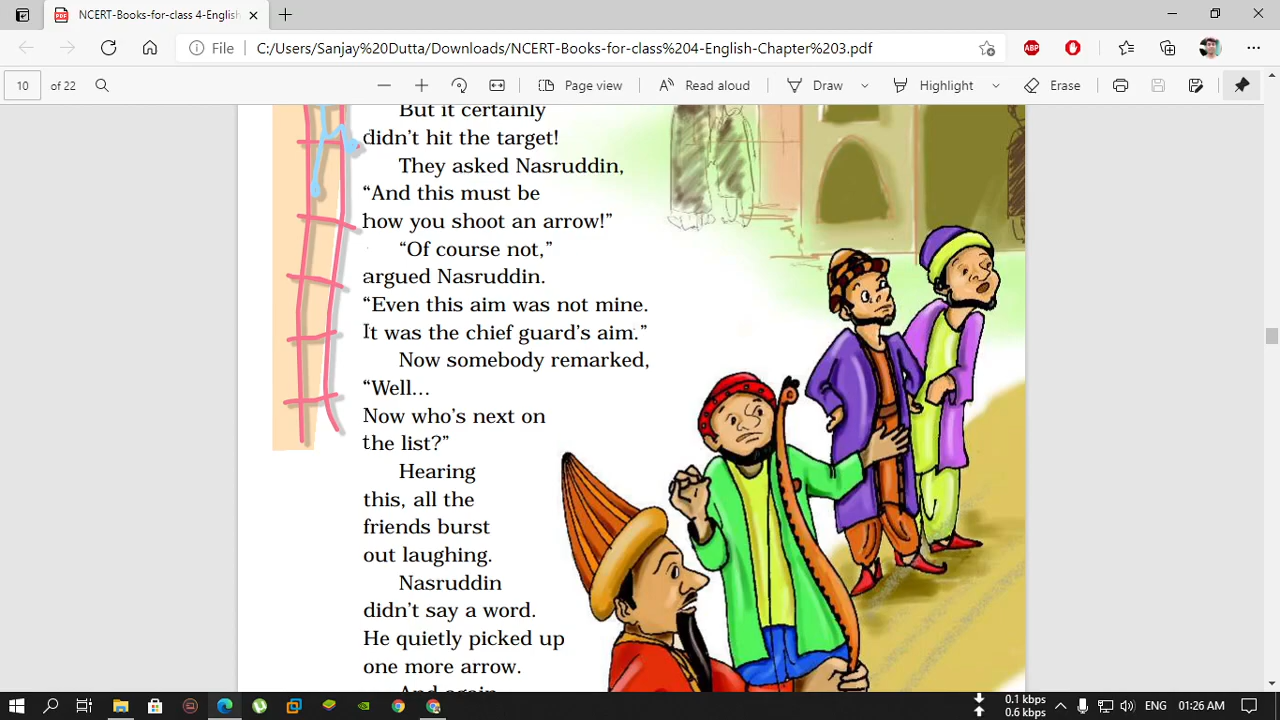 NCERT-Books-for-class 4-English
File
C:/Users/Sanjay%20Dutta/Downloads/NCERT-Books-for-class%204-English-Chapter%203.pdf
ABP
10 of 22
Page view
Read aloud
Draw
Highlight
Erase
But it certainly
didn't hit the target!
They asked Nasruddin,
“And this must be
how you shoot an arrow!”
“Of course not,”
argued Nasruddin.
“Even this aim was not mine.
It was the chief guard's aim.”
Now somebody remarked,
“Well...
Now who's next on
the list?”
Hearing
this, all the
friends burst
out laughing.
Nasruddin
didn't say a word.
He quietly picked up
one more arrow.
And again
0.1 kbps
0.6 kbps
ENG
01:26 AM